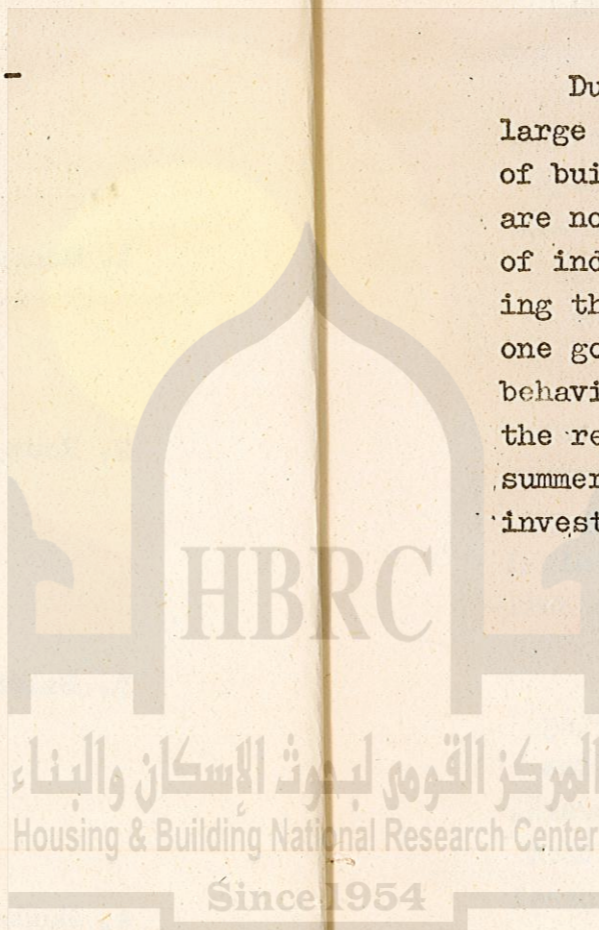 -
Du
large
of bui
are no
of ind
ing th
one go
behavi
the re
summer
invest
HBRC
المركز القومى لبحوث الإسكان والبناء
Housing & Building National Research Center
Since 1954